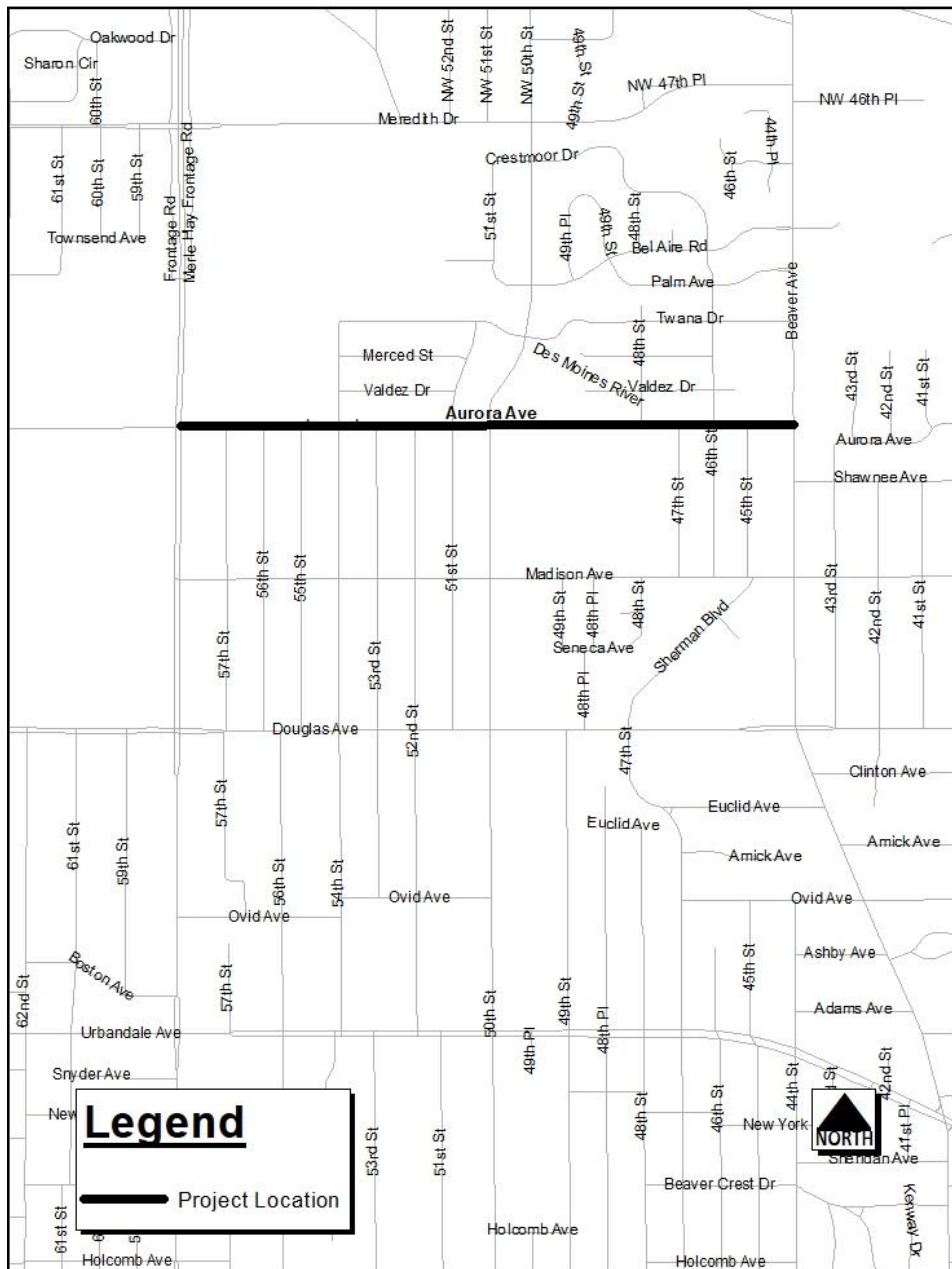 Oakwood Dr
Sharon Cir
60th St
NW 52nd St
NW 51st St
NW 50th St
49th St
49th St
NW 47th Pl
NW 46th Pl
Meredith Dr
61st St
60th St
59th St
Townsend Ave
Frontage Rd
Merle Hay Frontage Rd
Crestmoor Dr
44th Pl
46th St
51st St
49th Pl
49th St
48th St
Bel Aire Rd
Palm Ave
Beaver Ave
Twana Dr
48th St
Merced St
Des Moines River
Valdez Dr
Valdez Dr
Aurora Ave
43rd St
42nd St
41st St
Aurora Ave
Shawnee Ave
47th St
46th St
45th St
56th St
55th St
51st St
Madison Ave
49th St
48th Pl
48th St
43rd St
42nd St
41st St
Sherman Blvd
Seneca Ave
57th St
53rd St
52nd St
48th Pl
Douglas Ave
47th St
Clinton Ave
57th St
Euclid Ave
Euclid Ave
61st St
59th St
Amick Ave
Amick Ave
56th St
54th St
Ovid Ave
Ovid Ave
Ovid Ave
Boston Ave
62nd St
57th St
45th St
Ashby Ave
50th St
49th St
48th Pl
49th Pl
Adams Ave
Urbandale Ave
Snyder Ave
44th St
42nd St
New
Legend
Project Location
53rd St
51st St
48th St
46th St
New York
NORTH
41st Pl
Sheridan Ave
Beaver Crest Dr
Kenway Dr
61st St
Holcomb Ave
Holcomb Ave
Holcomb Ave